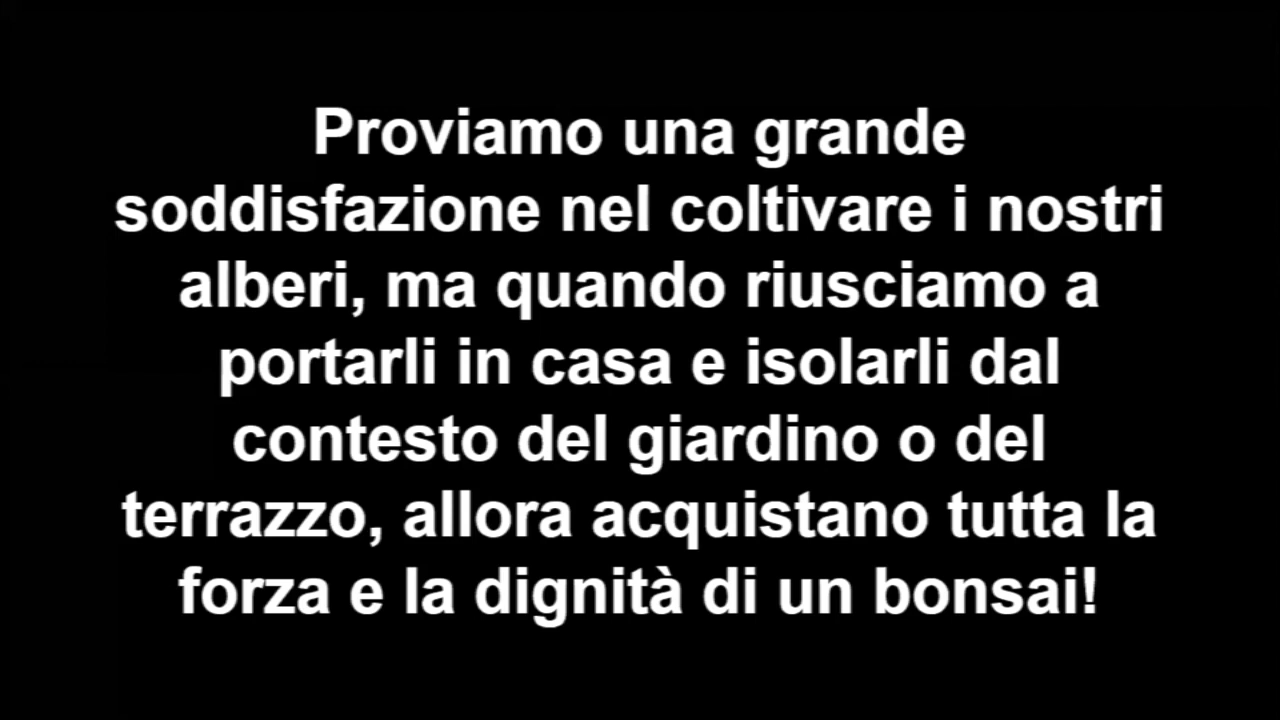 Proviamo una grande
soddisfazione nel coltivare i nostri
alberi, ma quando riusciamo a
portarli in casa e isolarli dal
contesto del giardino o del
terrazzo, allora acquistano tutta la
forza e la dignità di un bonsai!